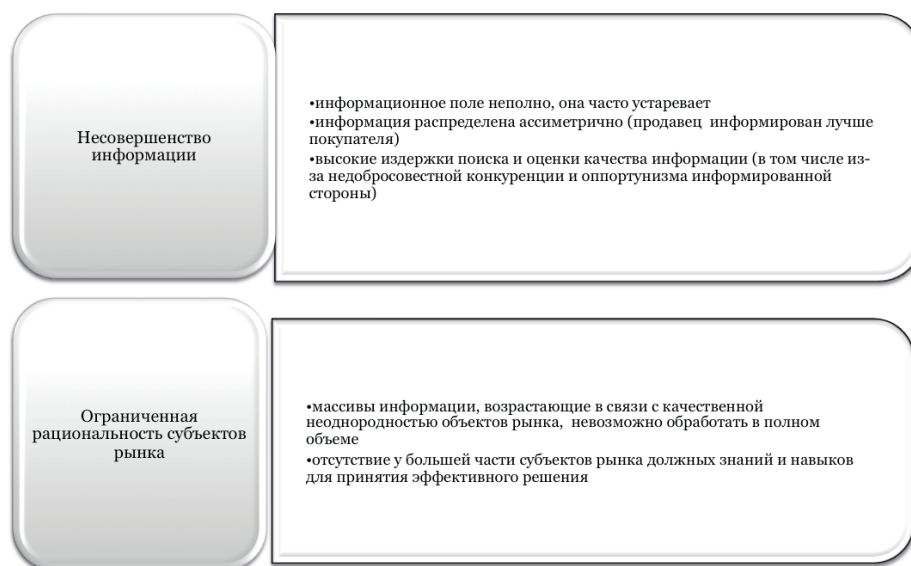 Несовершенство
информации
•информационное поле неполно, она часто устаревает
•информация распределена ассиметрично (продавец информирован лучше
покупателя)
•высокие издержки поиска и оценки качества информации (в том числе из-
за недобросовестной конкуренции и оппортунизма информированной
стороны)
Ограниченная
рациональность субъектов
рынка
•массивы информации, возрастающие в связи с качественной
неоднородностью объектов рынка, невозможно обработать в полном
объеме
•отсутствие у большей части субъектов рынка должных знаний и навыков
для принятия эффективного решения